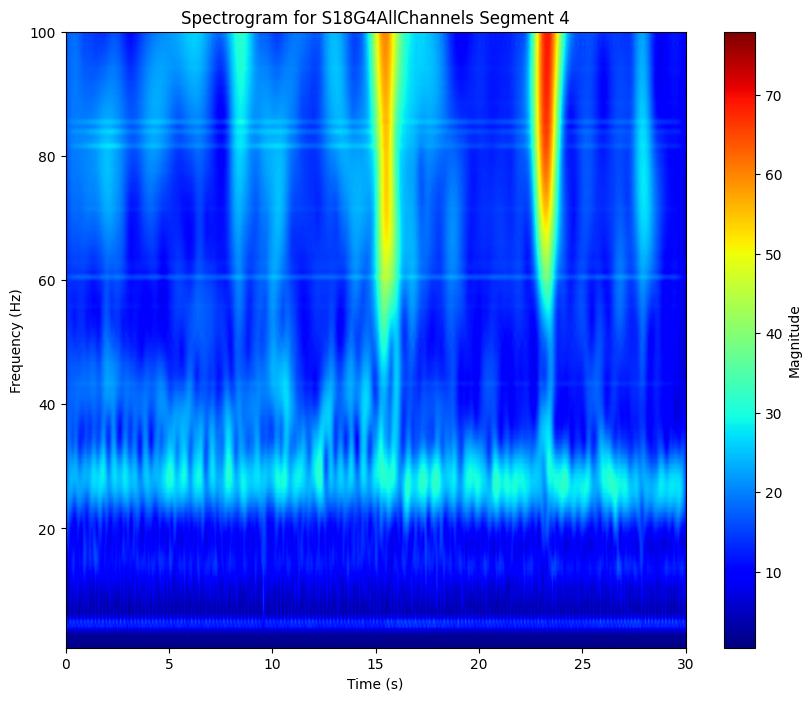 Spectrogram for S18G4AllChannels Segment 4
100
80
60
40
20
0 5 10 15 20 25 30
Time (s)
Frequency (Hz)
70
60
50
40
30
20
10
Magnitude